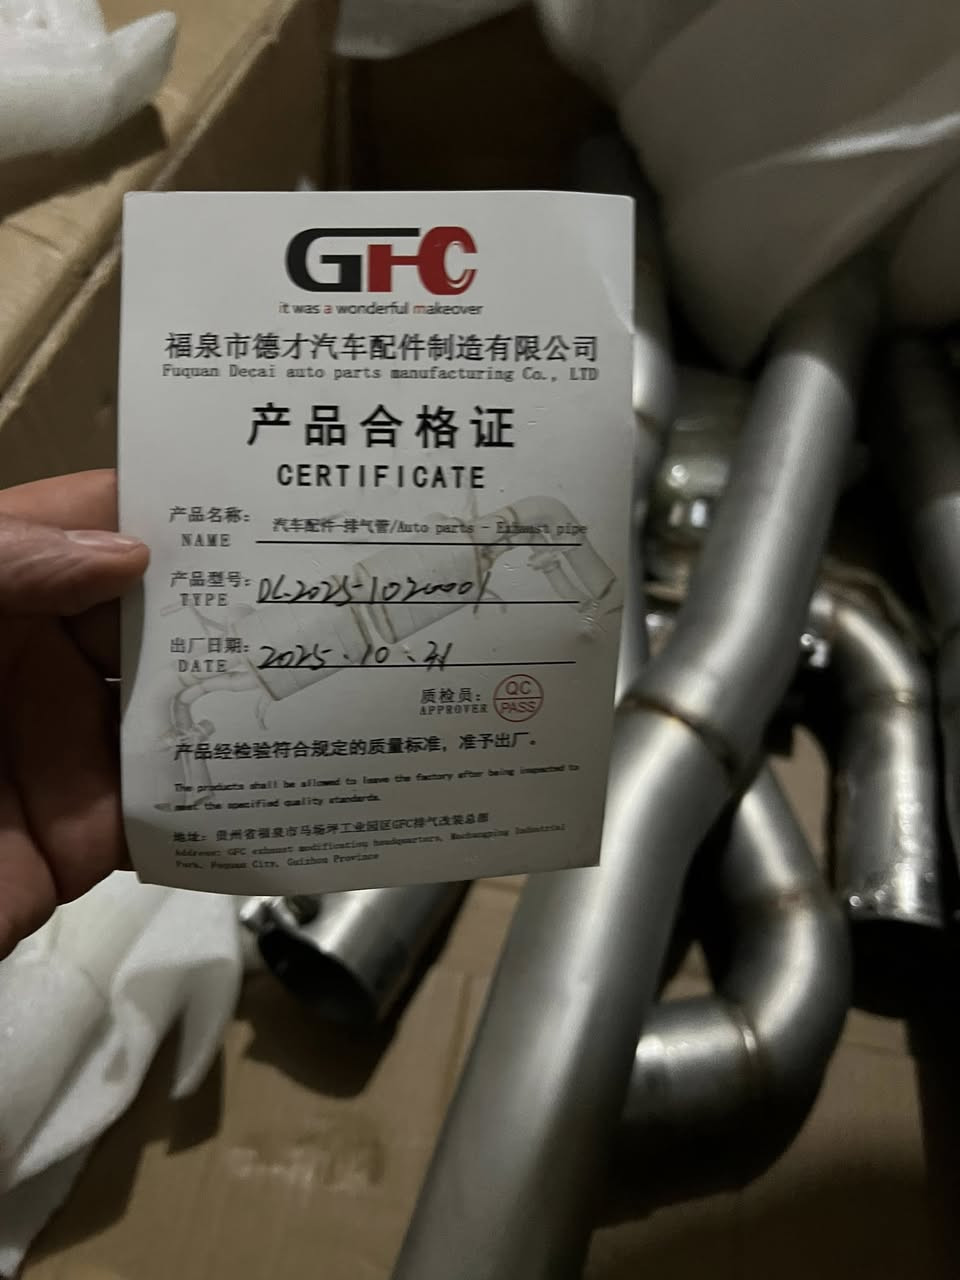 GFC
it was a wonderful makeover
福泉市德才汽车配件制造有限公司
Fuquan Decai auto parts manufacturing Co., LTD
产品合格证
CERTIFICATE
产品名称: 汽车配件-排气管/Auto parts - Exhaust pipe
NAME
产品型号: DC-2025-1020001
TYPE
出厂日期: 2025.10.31
DATE
质检员: QC
APPROVER PASS
产品经检验符合规定的质量标准，准予出厂。
The products shall be allowed to leave the factory after being inspected to
meet the specified quality standards.
地址: 贵州省福泉市马场坪工业园区GFC排气改装总部
Address: GFC exhaust modification headquarters, Machangping Industrial
Park, Fuquan City, Guizhou Province